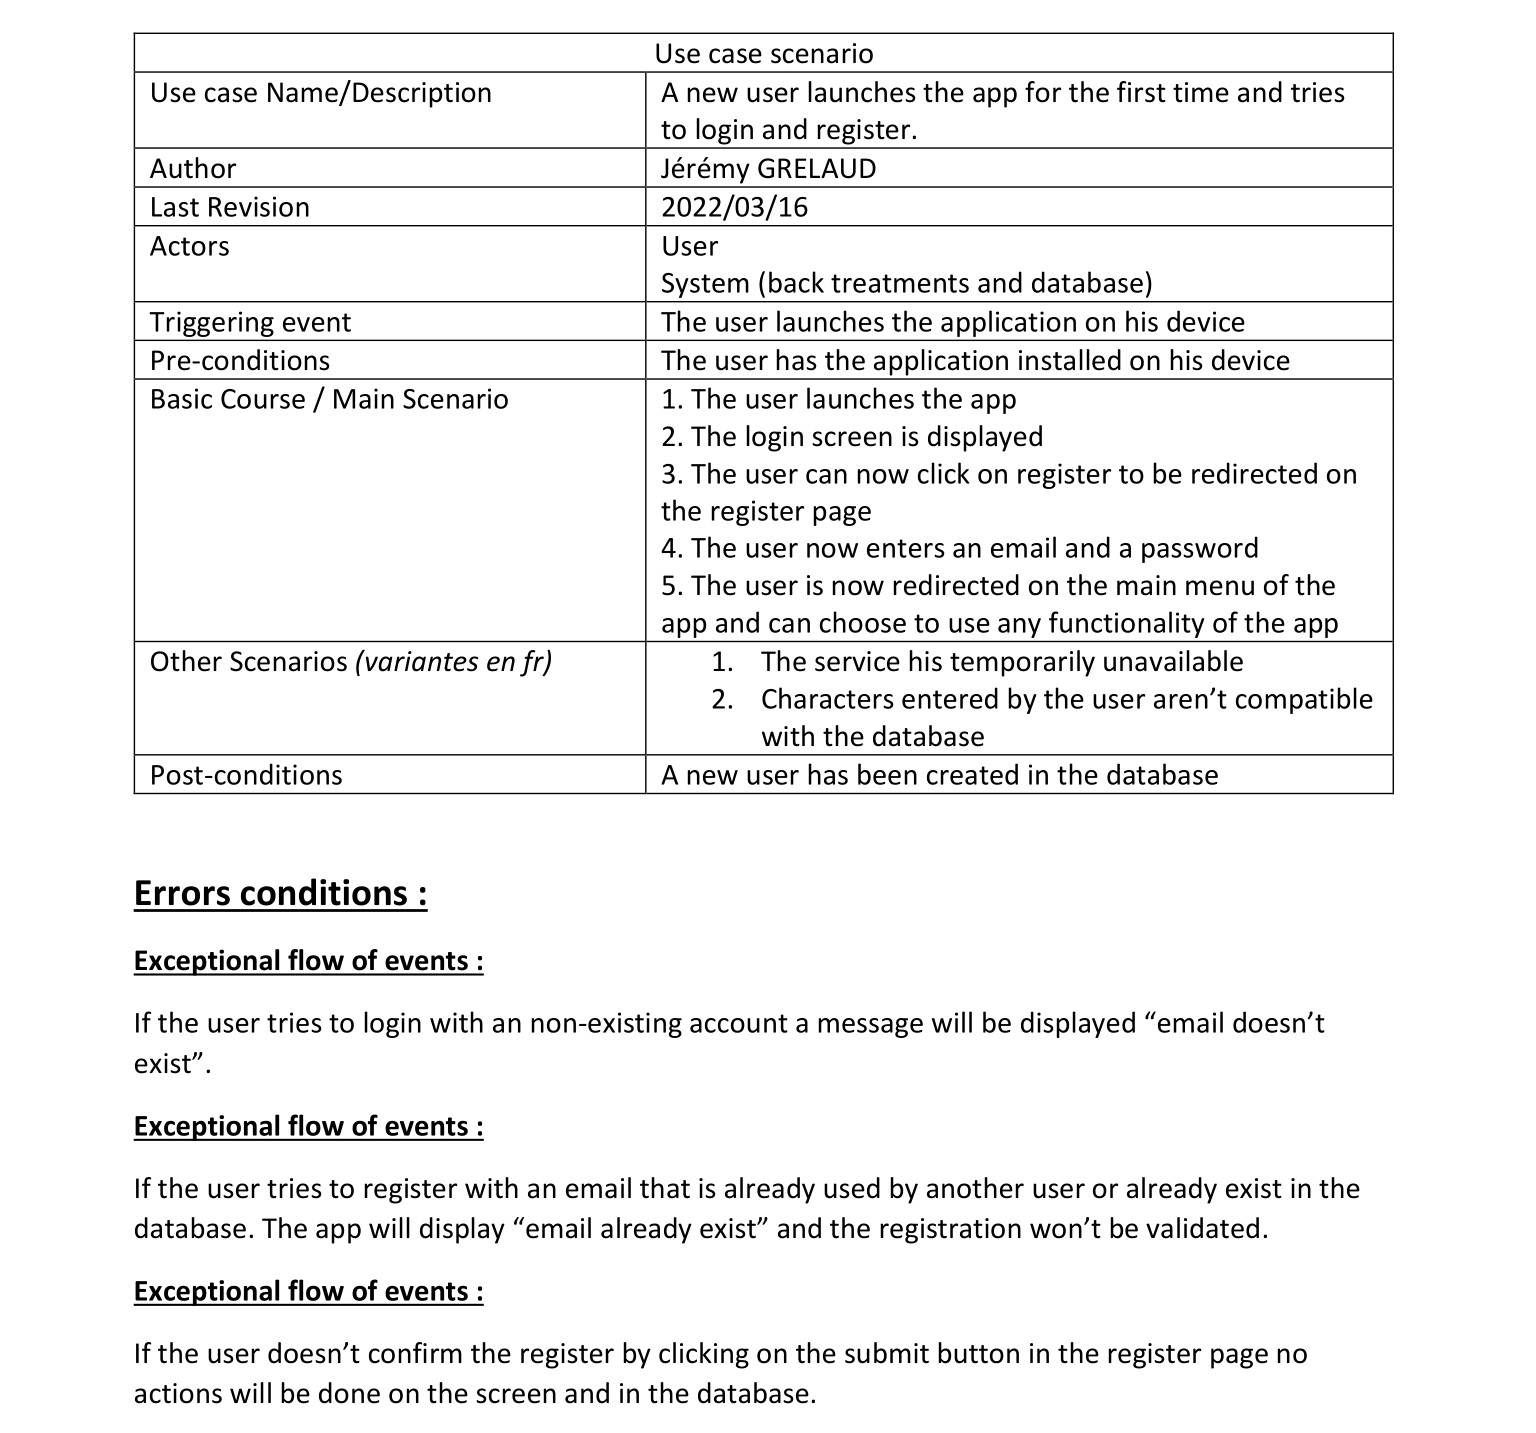 Use case scenario
Use case Name/Description
A new user launches the app for the first time and tries
to login and register.
Author
Jérémy GRELAUD
Last Revision
2022/03/16
Actors
User
System (back treatments and database)
Triggering event
The user launches the application on his device
Pre-conditions
The user has the application installed on his device
Basic Course / Main Scenario
1. The user launches the app
2. The login screen is displayed
3. The user can now click on register to be redirected on
the register page
4. The user now enters an email and a password
5. The user is now redirected on the main menu of the
app and can choose to use any functionality of the app
Other Scenarios (variantes en fr)
1. The service his temporarily unavailable
2. Characters entered by the user aren’t compatible
with the database
Post-conditions
A new user has been created in the database
Errors conditions :
Exceptional flow of events :
If the user tries to login with an non-existing account a message will be displayed “email doesn’t
exist”.
Exceptional flow of events :
If the user tries to register with an email that is already used by another user or already exist in the
database. The app will display “email already exist” and the registration won’t be validated.
Exceptional flow of events :
If the user doesn’t confirm the register by clicking on the submit button in the register page no
actions will be done on the screen and in the database.